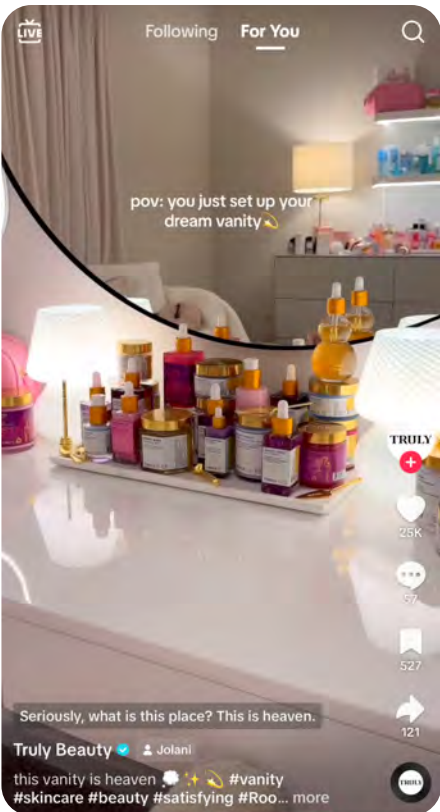 LIVE
Following For You
pov: you just set up your
dream vanity💫
TRULY
25K
57
527
121
Seriously, what is this place? This is heaven.
Truly Beauty Jolani
this vanity is heaven 💭✨💫 #vanity
#skincare #beauty #satisfying #Roo... more
TRULY